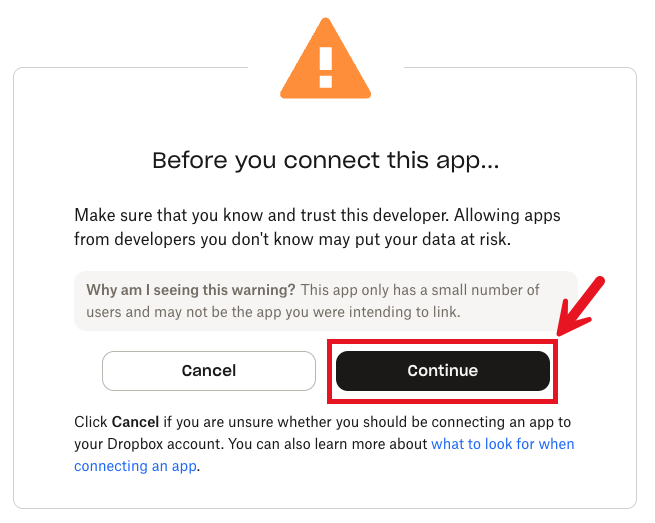 Before you connect this app...
Make sure that you know and trust this developer. Allowing apps
from developers you don't know may put your data at risk.
Why am I seeing this warning? This app only has a small number of
users and may not be the app you were intending to link.
Cancel
Continue
Click Cancel if you are unsure whether you should be connecting an app to
your Dropbox account. You can also learn more about what to look for when
connecting an app.